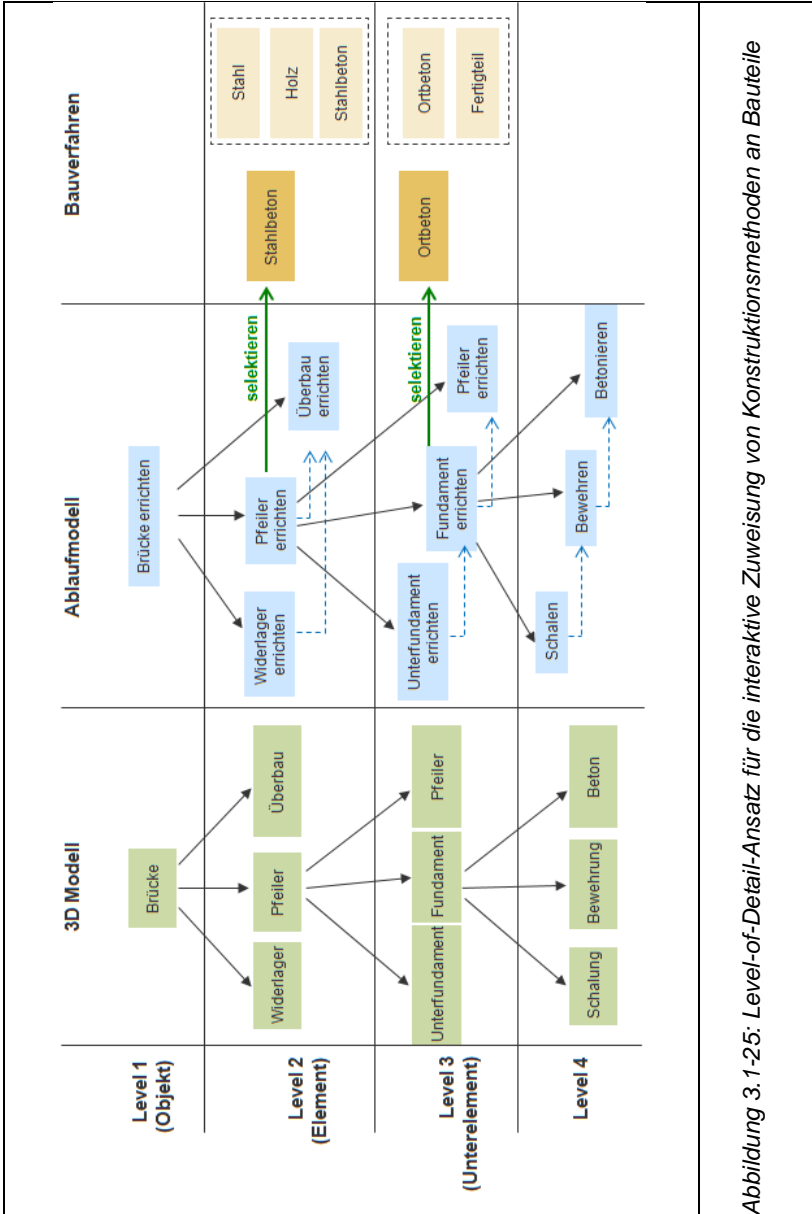 3D Modell
Ablaufmodell
Bauverfahren
Level 1
(Objekt)
Brücke
Brücke errichten
Level 2
(Element)
Widerlager
Pfeiler
Überbau
Widerlager
errichten
Pfeiler
errichten
Überbau
errichten
selektieren
Stahlbeton
Stahl
Holz
Stahlbeton
Level 3
(Unterelement)
Unterfundament
Fundament
Pfeiler
Unterfundament
errichten
Fundament
errichten
Pfeiler
errichten
selektieren
Ortbeton
Ortbeton
Fertigteil
Level 4
Schalung
Bewehrung
Beton
Schalen
Bewehren
Betonieren
Abbildung 3.1-25: Level-of-Detail-Ansatz für die interaktive Zuweisung von Konstruktionsmethoden an Bauteile